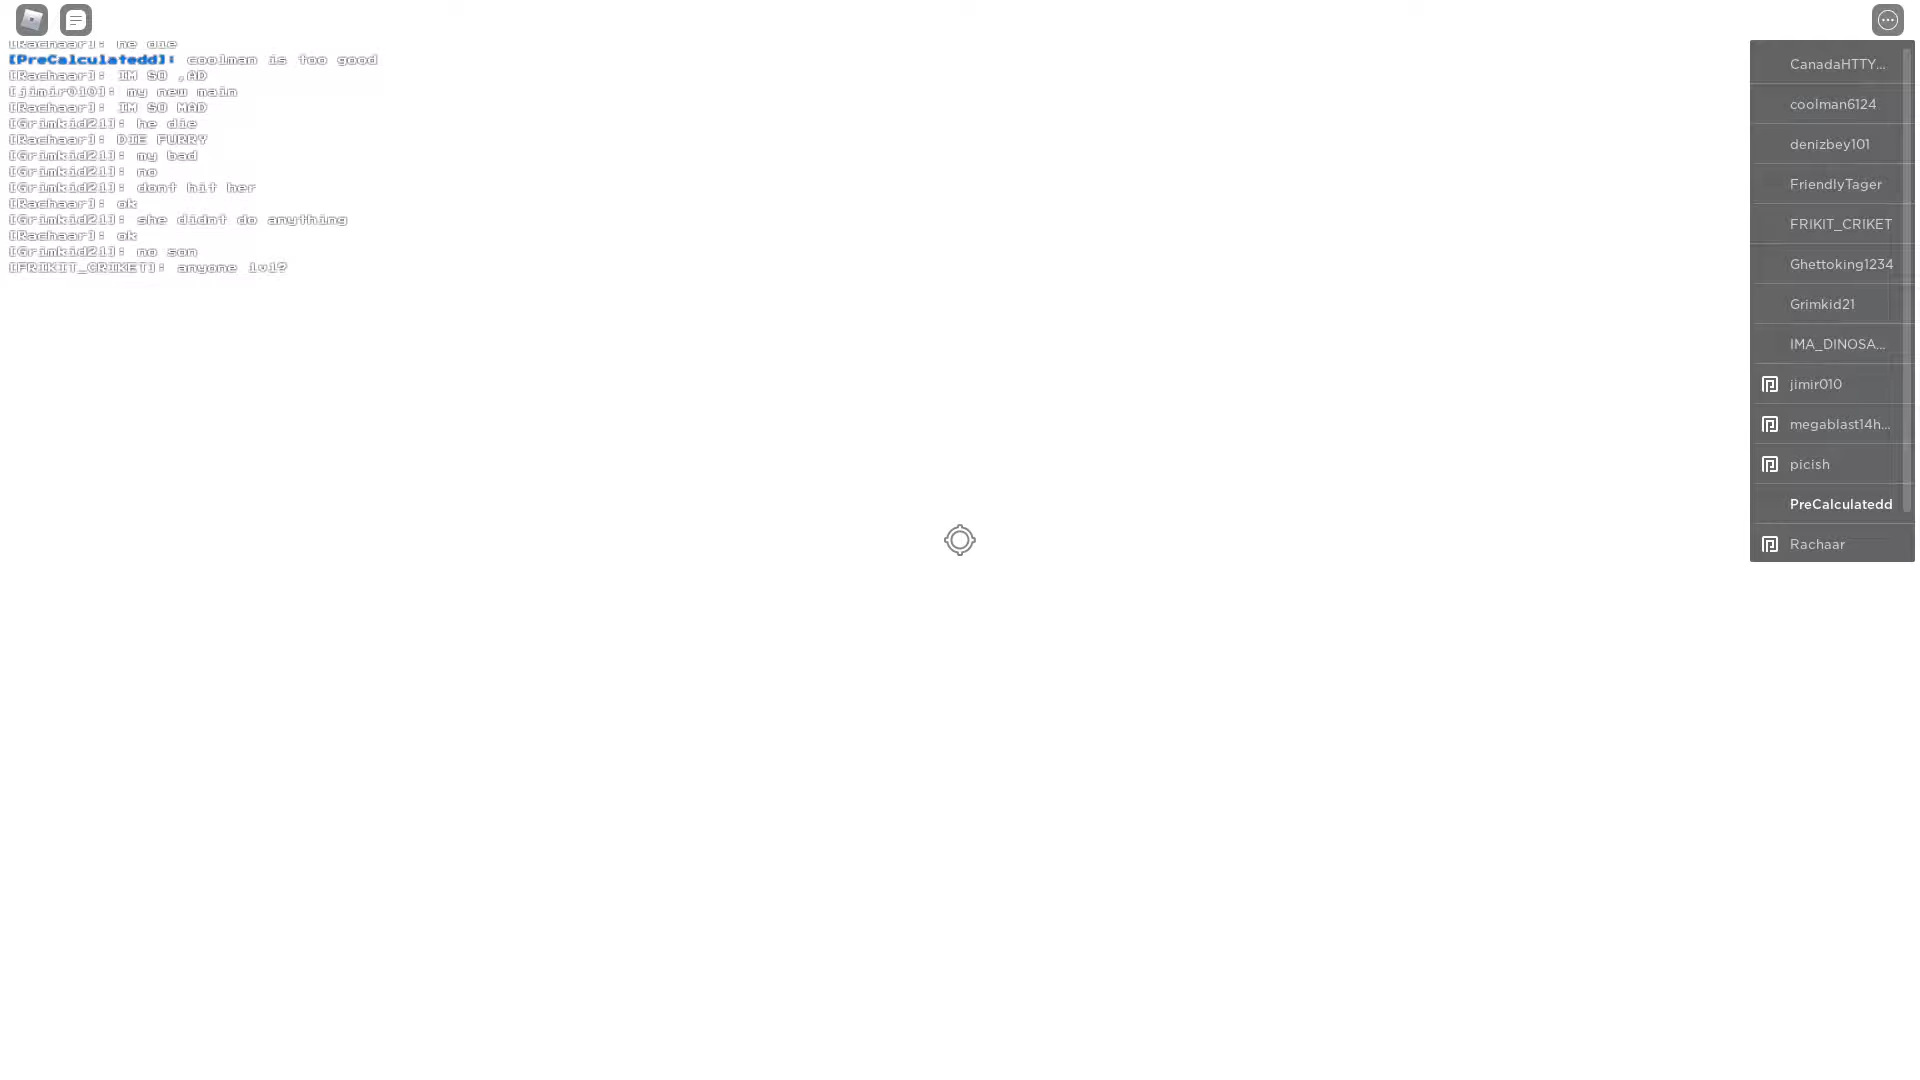 [Rachaar]: he die
[PreCalculatedd]: coolman is too good
[Rachaar]: IM SO ,AD
[jimir010]: my new main
[Rachaar]: IM SO MAD
[Grimkid21]: he die
[Rachaar]: DIE FURRY
[Grimkid21]: my bad
[Grimkid21]: no
[Grimkid21]: dont hit her
[Rachaar]: ok
[Grimkid21]: she didnt do anything
[Rachaar]: ok
[Grimkid21]: no son
[FRIKIT_CRIKET]: anyone 1v1?
CanadaHTTY...
coolman6124
denizbey101
FriendlyTager
FRIKIT_CRIKET
Ghettoking1234
Grimkid21
IMA_DINOSA...
jimir010
megablast14h...
picish
PreCalculatedd
Rachaar